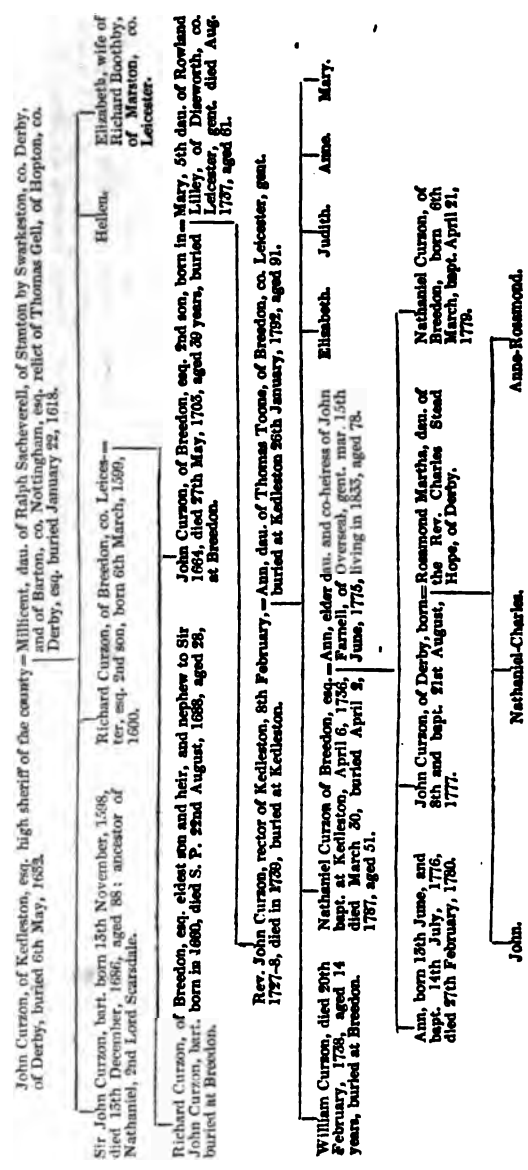 John Curzon, of Kedleston, esq. high sheriff of the county=Millicent, dau. of Ralph Sacheverell, of Stanton by Swarkeston, co. Derby,
of Derby, buried 6th May, 1632.
and of Barton, co. Nottingham, esq. relict of Thomas Gell, of Hopton, co.
Derby, esq. buried January 22, 1618.
Sir John Curzon, bart. born 13th November, 1598,
died 13th December, 1686, aged 88: ancestor of
Nathaniel, 2nd Lord Scarsdale.
Richard Curzon, of Breedon, co. Leices-=
ter, esq. 2nd son, born 6th March, 1599,
1600.
Hellen.
Elizabeth, wife of
Richard Boothby,
of Marston, co.
Leicester.
Richard Curzon, of Breedon, esq. eldest son and heir, and nephew to Sir
John Curzon, bart. born in 1660, died S. P. 22nd August, 1688, aged 28,
buried at Breedon.
John Curzon, of Breedon, esq. 2nd son, born in=
1664, died 27th May, 1703, aged 39 years, buried
at Breedon.
Mary, 5th dau. of Rowland
Lilley, of Diseworth, co.
Leicester, gent. died Aug.
1737, aged 61.
Rev. John Curzon, rector of Kedleston, 8th February,=Ann, dau. of Thomas Toone, of Breedon, co. Leicester, gent.
1727-8, died in 1739, buried at Kedleston.
buried at Kedleston 26th January, 1792, aged 91.
William Curzon, died 20th
February, 1738, aged 14
years, buried at Breedon.
Nathaniel Curzon of Breedon, esq.=
bapt. at Kedleston, April 6, 1736,
died March 30, buried April 2,
1787, aged 51.
Ann, elder dau. and co-heiress of John
Farnell, of Overseal, gent. mar. 15th
June, 1775, living in 1833, aged 78.
Elizabeth.
Judith.
Anne.
Mary.
Ann, born 13th June, and
bapt. 14th July, 1776,
died 27th February, 1780.
John Curzon, of Derby, born=
8th and bapt. 21st August,
1777.
Rosamond Martha, dau. of
the Rev. Charles Stead
Hope, of Derby.
Nathaniel Curzon, of
Breedon, born 6th
March, bapt. April 21,
1779.
John.
Nathaniel-Charles.
Anne-Rosamond.